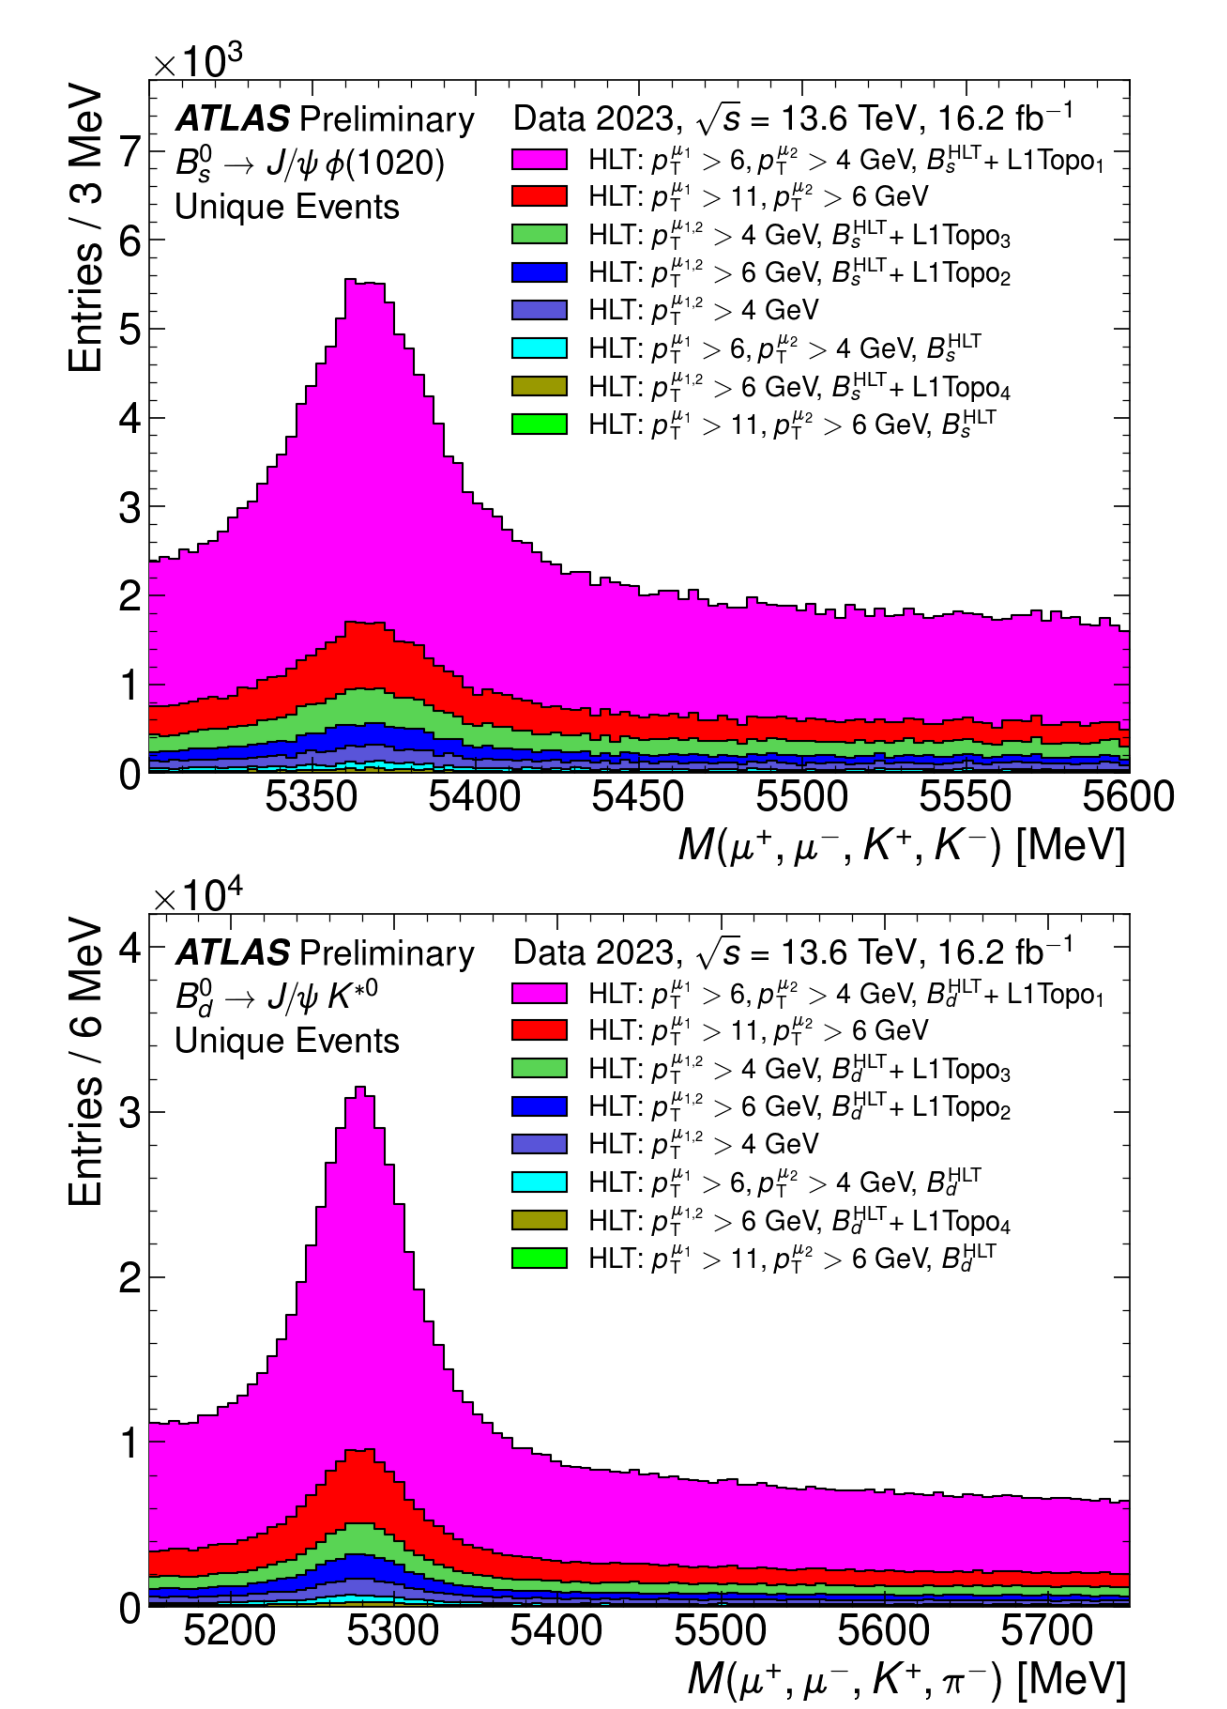 ×10³
Entries / 3 MeV
ATLAS Preliminary
B_s^0 → J/ψ ϕ(1020)
Unique Events
Data 2023, √s = 13.6 TeV, 16.2 fb⁻¹
HLT: p_T^{μ₁} > 6, p_T^{μ₂} > 4 GeV, B_s^{HLT} + L1Topo₁
HLT: p_T^{μ₁} > 11, p_T^{μ₂} > 6 GeV
HLT: p_T^{μ₁,₂} > 4 GeV, B_s^{HLT} + L1Topo₃
HLT: p_T^{μ₁,₂} > 6 GeV, B_s^{HLT} + L1Topo₂
HLT: p_T^{μ₁,₂} > 4 GeV
HLT: p_T^{μ₁} > 6, p_T^{μ₂} > 4 GeV, B_s^{HLT}
HLT: p_T^{μ₁,₂} > 6 GeV, B_s^{HLT} + L1Topo₄
HLT: p_T^{μ₁} > 11, p_T^{μ₂} > 6 GeV, B_s^{HLT}
7
6
5
4
3
2
1
0
5350 5400 5450 5500 5550 5600
M(μ⁺, μ⁻, K⁺, K⁻) [MeV]
×10⁴
Entries / 6 MeV
ATLAS Preliminary
B_d^0 → J/ψ K*⁰
Unique Events
Data 2023, √s = 13.6 TeV, 16.2 fb⁻¹
HLT: p_T^{μ₁} > 6, p_T^{μ₂} > 4 GeV, B_d^{HLT} + L1Topo₁
HLT: p_T^{μ₁} > 11, p_T^{μ₂} > 6 GeV
HLT: p_T^{μ₁,₂} > 4 GeV, B_d^{HLT} + L1Topo₃
HLT: p_T^{μ₁,₂} > 6 GeV, B_d^{HLT} + L1Topo₂
HLT: p_T^{μ₁,₂} > 4 GeV
HLT: p_T^{μ₁} > 6, p_T^{μ₂} > 4 GeV, B_d^{HLT}
HLT: p_T^{μ₁,₂} > 6 GeV, B_d^{HLT} + L1Topo₄
HLT: p_T^{μ₁} > 11, p_T^{μ₂} > 6 GeV, B_d^{HLT}
4
3
2
1
0
5200 5300 5400 5500 5600 5700
M(μ⁺, μ⁻, K⁺, π⁻) [MeV]